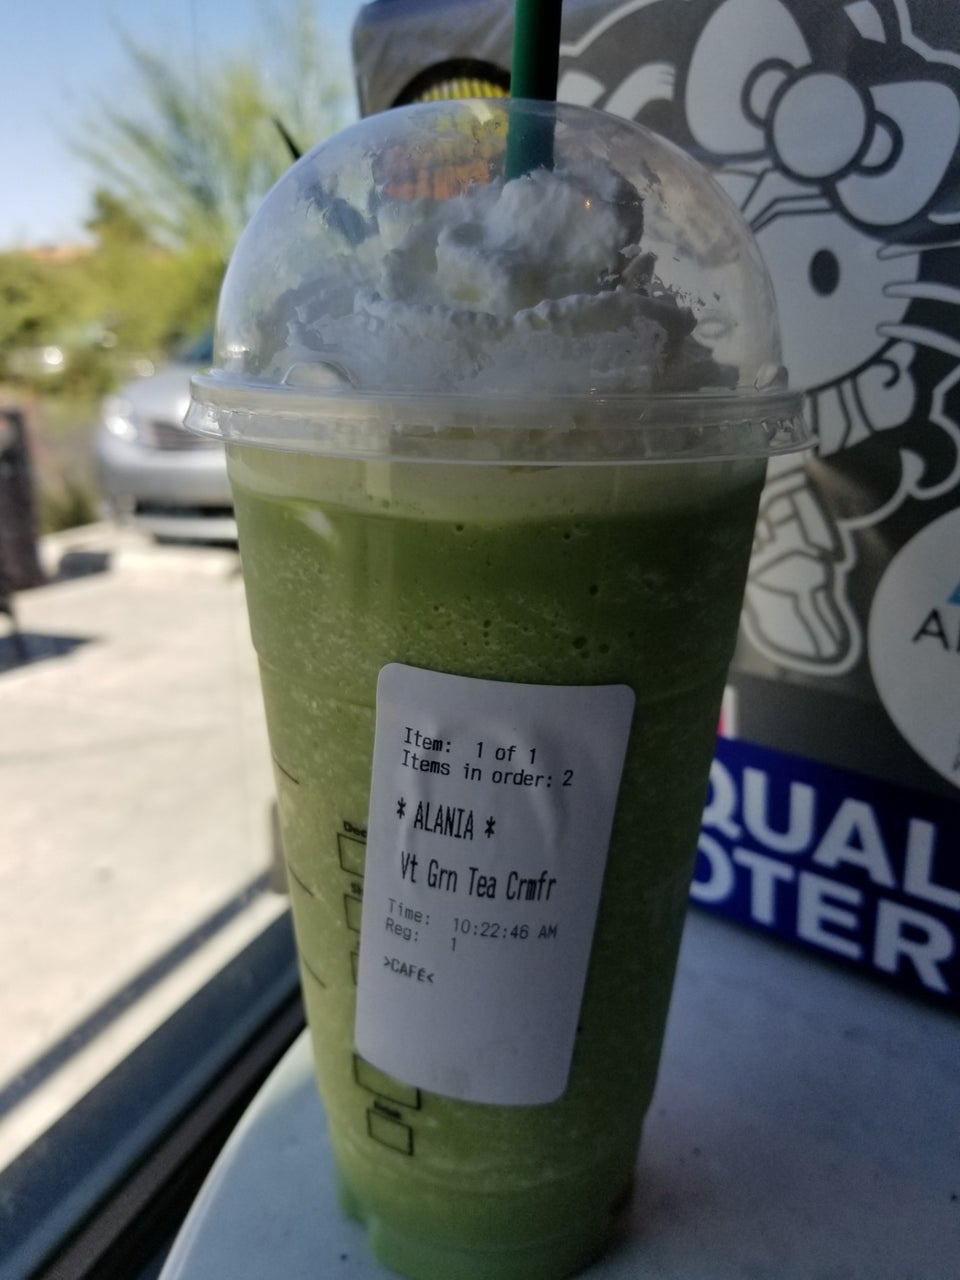 Item: 1 of 1
Items in order: 2
* ALANIA *
Vt Grn Tea Crmfr
Time: 10:22:46 AM
Reg: 1
>CAFÉ<
Dec
QUAL
OTER